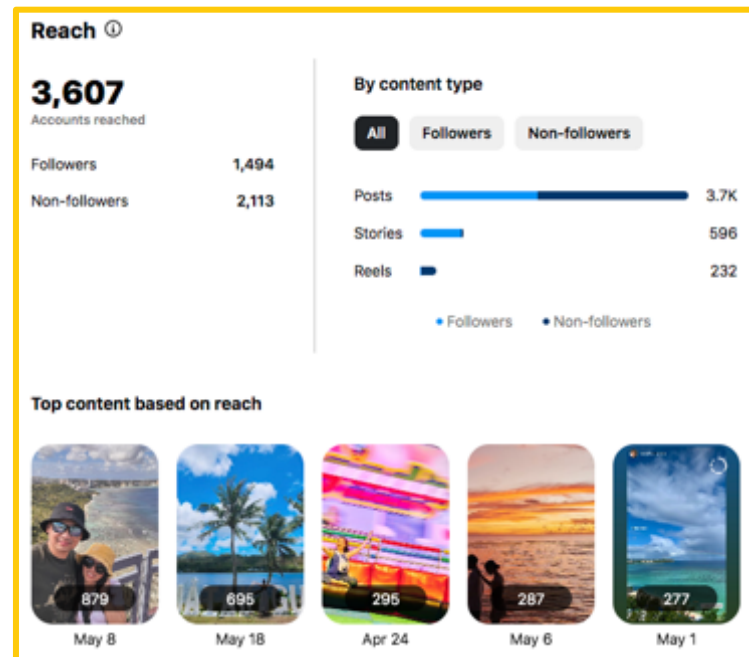 Reach
3,607
Accounts reached
Followers 1,494
Non-followers 2,113
By content type
All Followers Non-followers
Posts 3.7K
Stories 596
Reels 232
Followers Non-followers
Top content based on reach
879 695 295 287 277
May 8 May 18 Apr 24 May 6 May 1